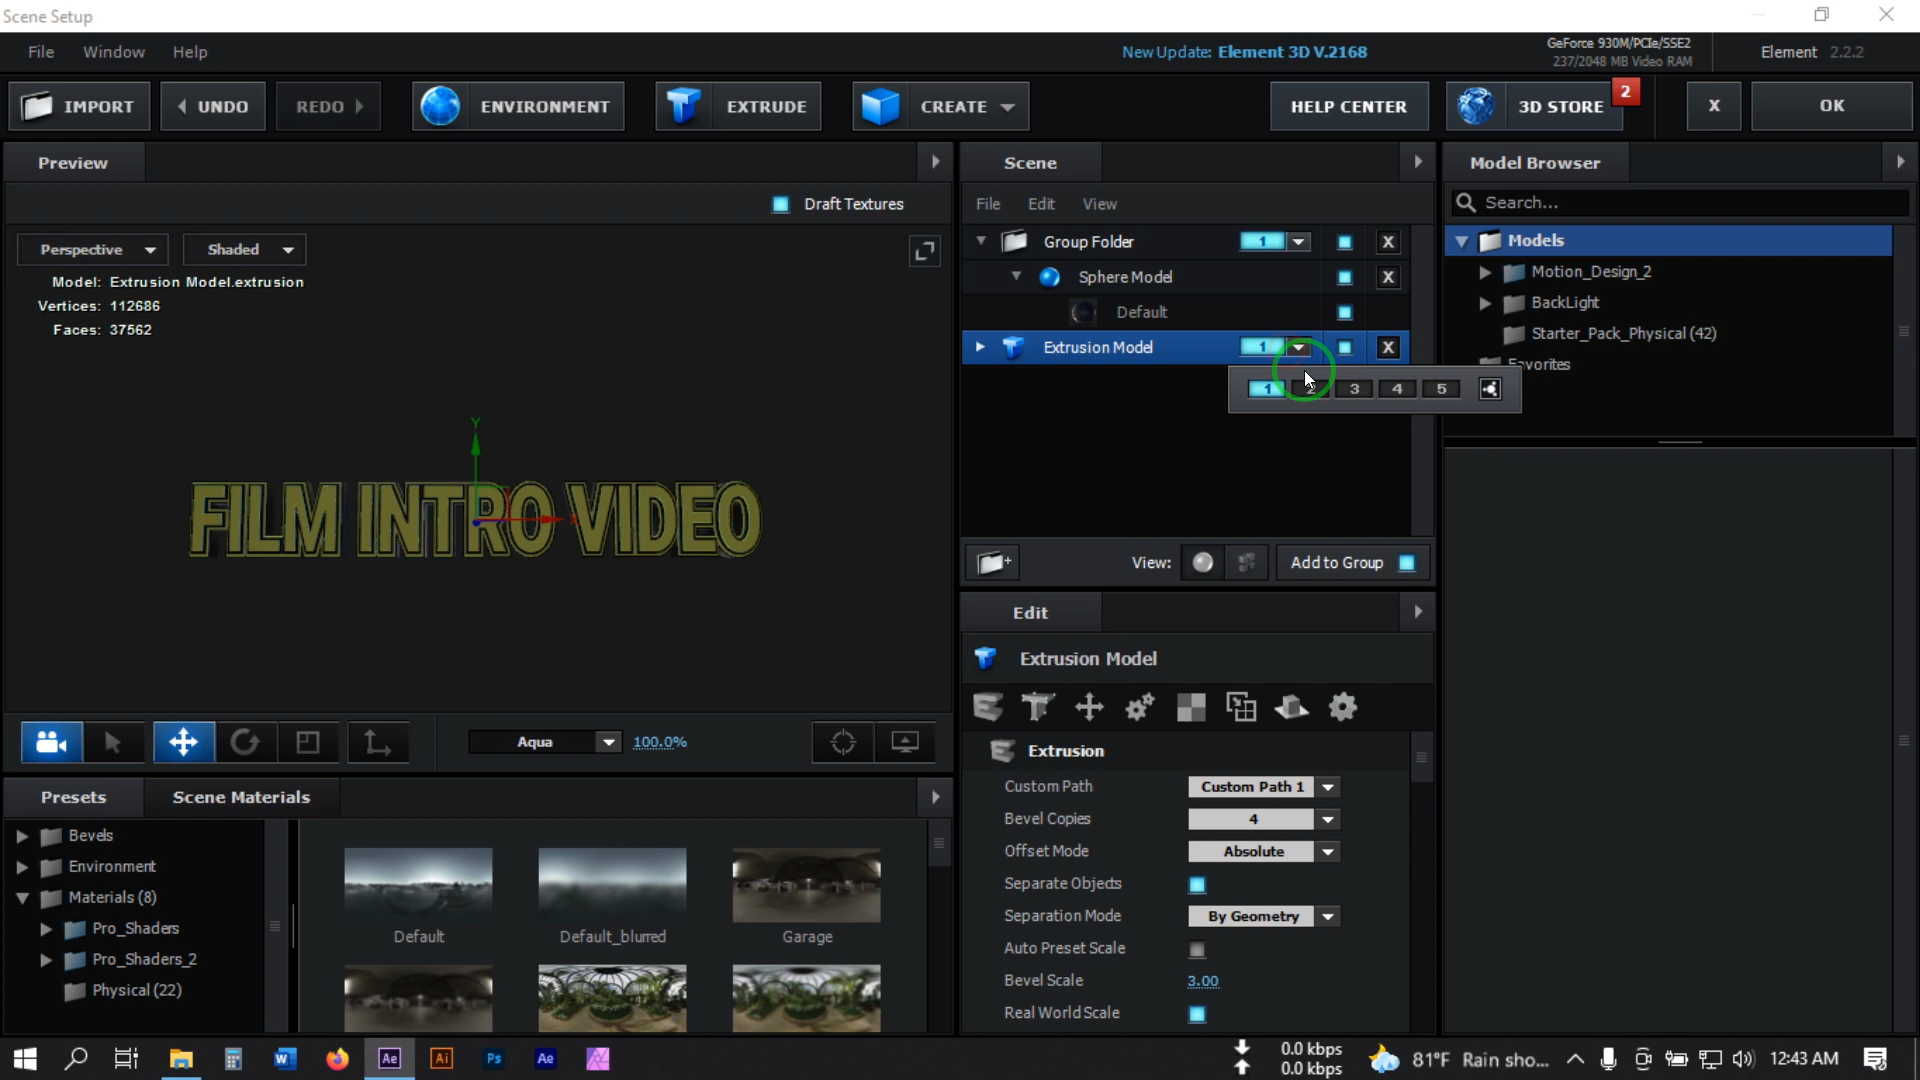 Scene Setup
File Window Help
New Update: Element 3D V.2168
GeForce 930M/PCIe/SSE2
237/2048 MB Video RAM
Element 2.2.2
IMPORT UNDO REDO ENVIRONMENT EXTRUDE CREATE HELP CENTER 3D STORE 2 X OK
Preview
Draft Textures
Perspective Shaded
Model: Extrusion Model.extrusion
Vertices: 112686
Faces: 37562
Y
FILM INTRO VIDEO
Aqua 100.0%
Presets Scene Materials
Bevels
Environment
Materials (8)
Pro_Shaders
Pro_Shaders_2
Physical (22)
Default Default_blurred Garage
Scene
File Edit View
Group Folder 1 X
Sphere Model X
Default
Extrusion Model 1 X
1 2 3 4 5
View: Add to Group
Edit
Extrusion Model
Extrusion
Custom Path Custom Path 1
Bevel Copies 4
Offset Mode Absolute
Separate Objects
Separation Mode By Geometry
Auto Preset Scale
Bevel Scale 3.00
Real World Scale
Model Browser
Search...
Models
Motion_Design_2
BackLight
Starter_Pack_Physical (42)
Favorites
W Ae Ai Ps Ae
0.0 kbps
0.0 kbps
81°F Rain sho... 12:43 AM